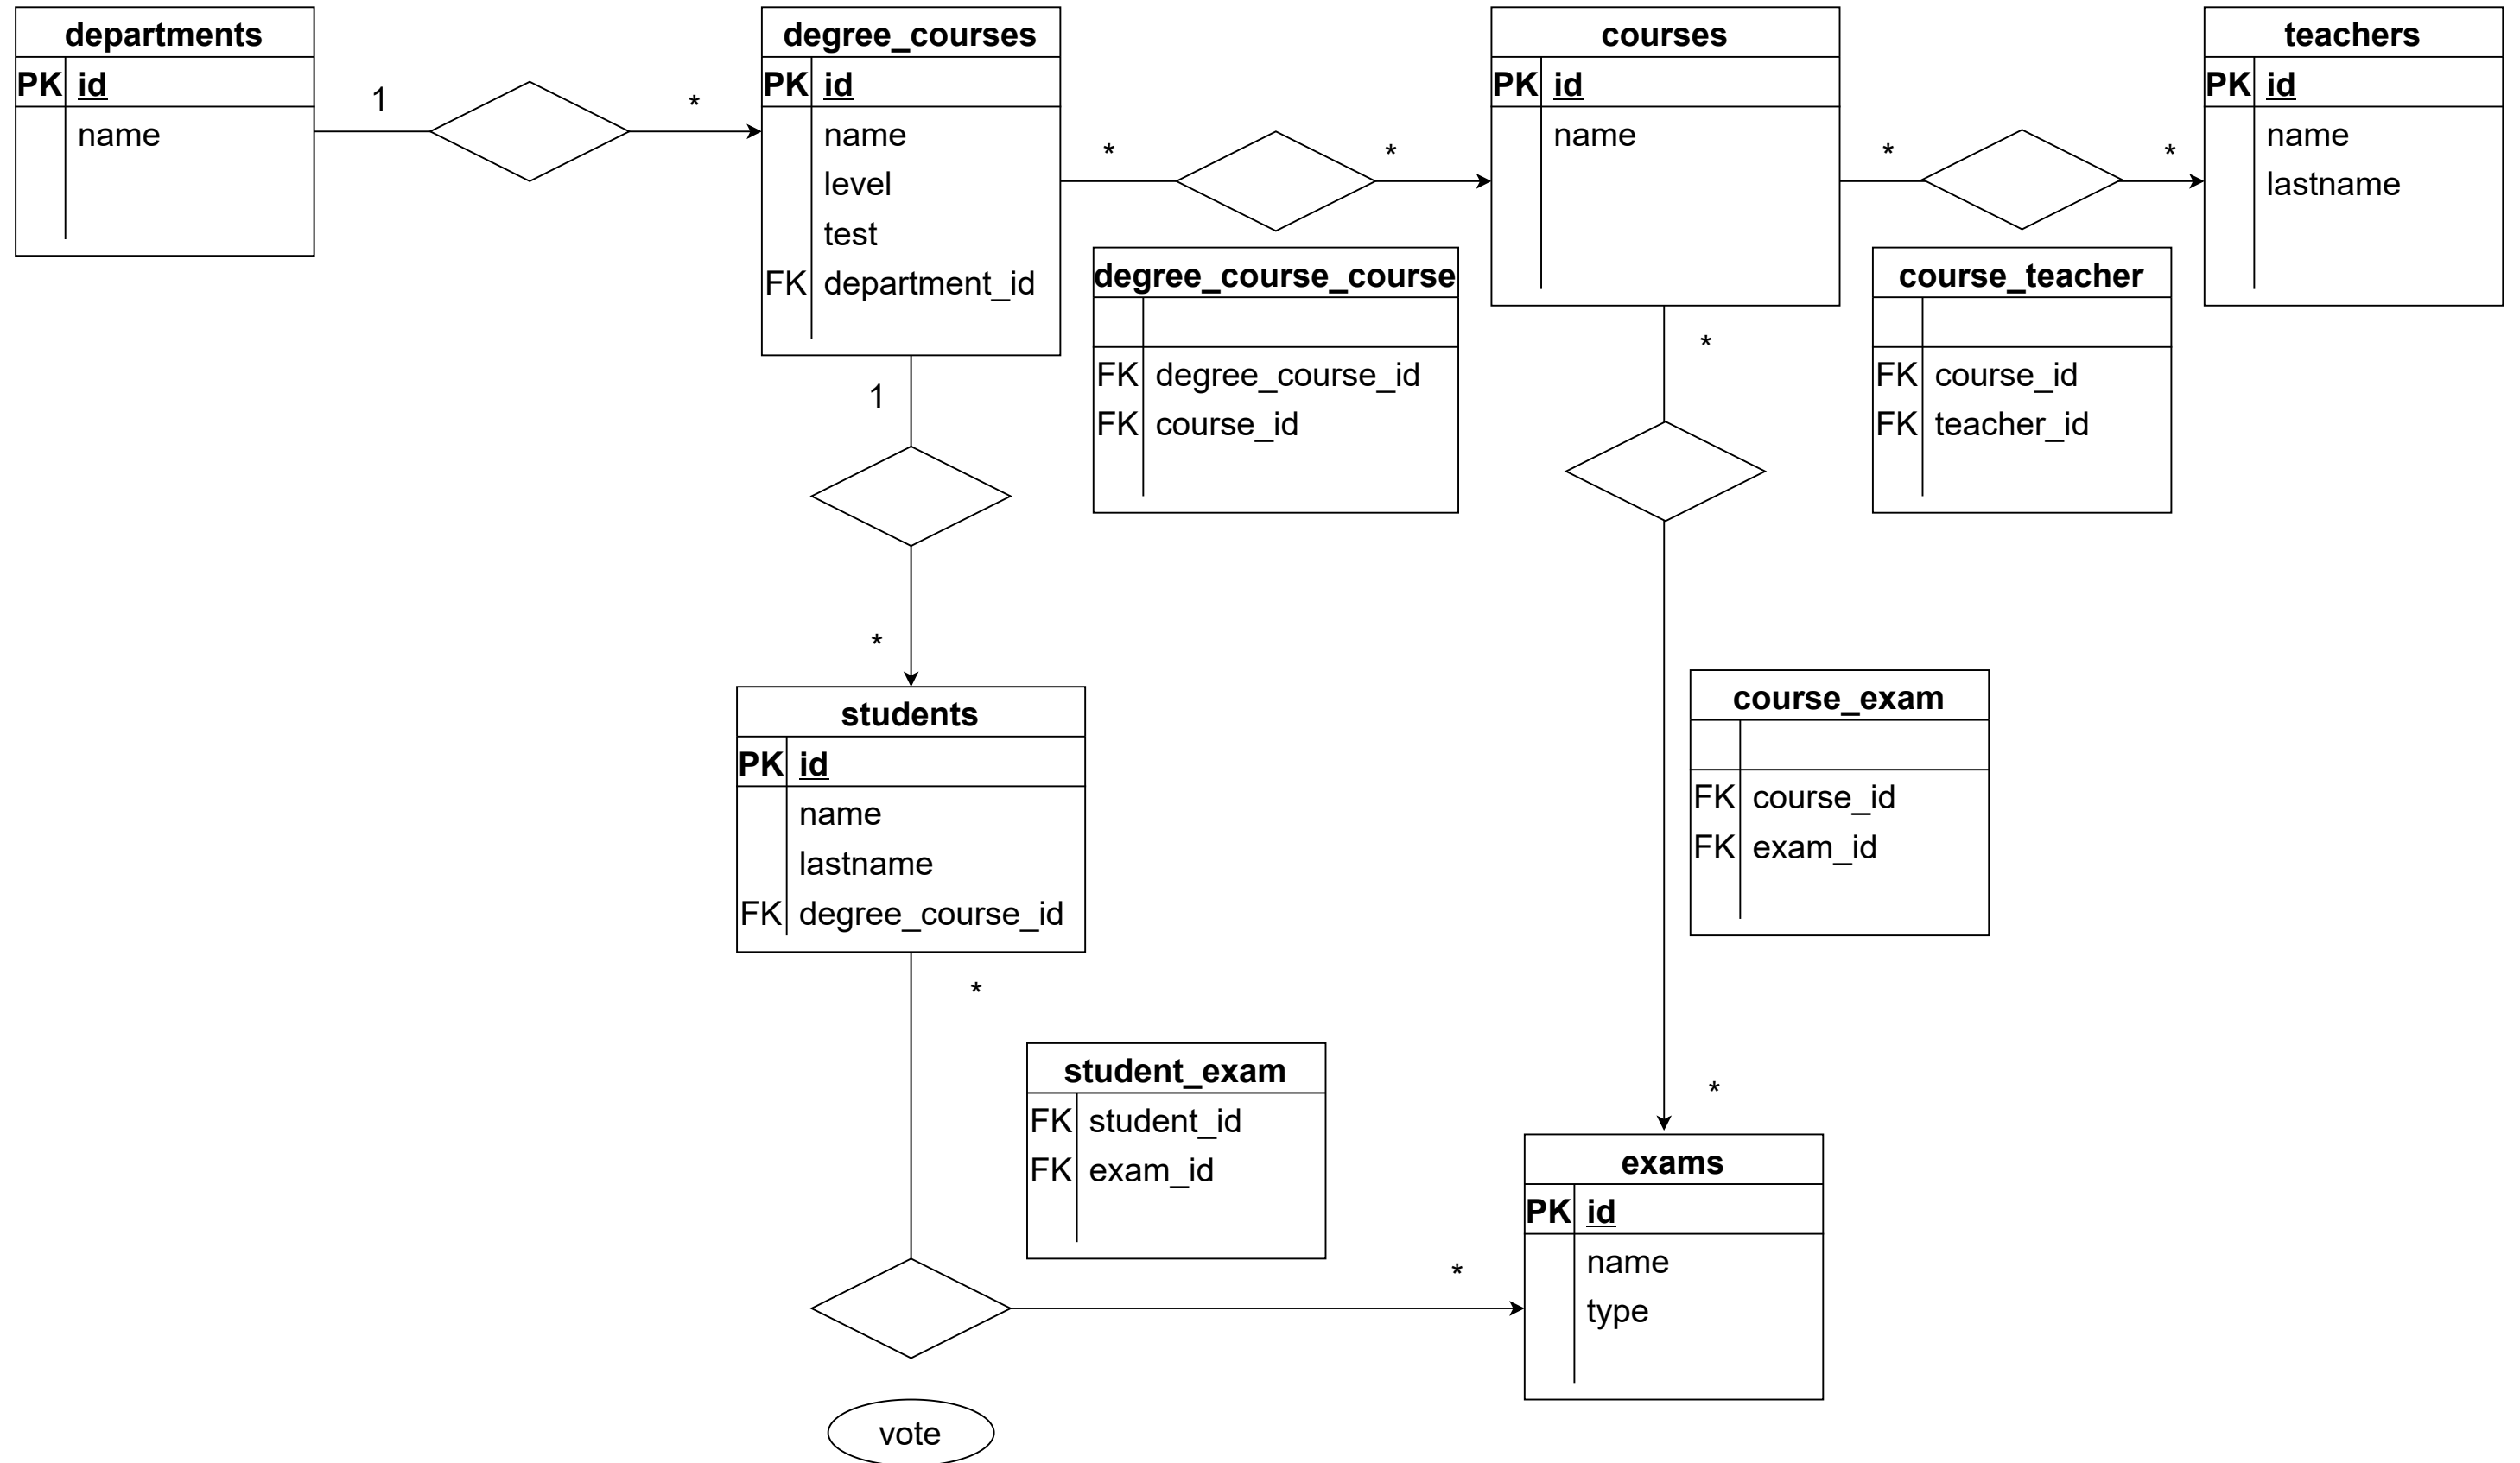 departments
PK id
name
1
*
degree_courses
PK id
name
level
test
FK department_id
*
*
degree_course_course
FK degree_course_id
FK course_id
courses
PK id
name
*
*
course_teacher
FK course_id
FK teacher_id
teachers
PK id
name
lastname
1
*
students
PK id
name
lastname
FK degree_course_id
*
*
course_exam
FK course_id
FK exam_id
*
student_exam
FK student_id
FK exam_id
*
exams
PK id
name
type
vote